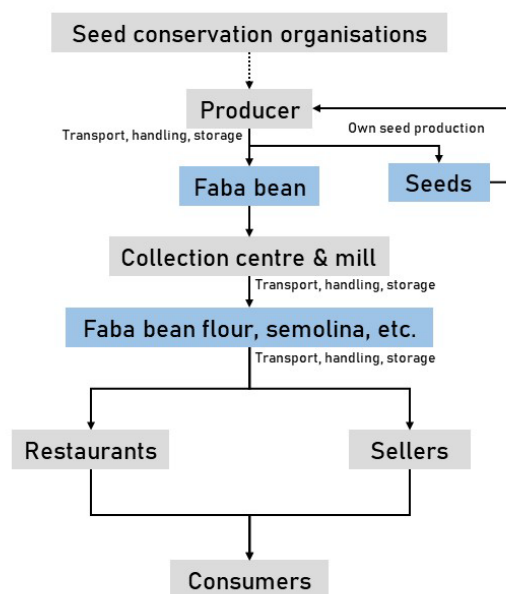 Seed conservation organisations
Producer
Transport, handling, storage
Own seed production
Faba bean
Seeds
Collection centre & mill
Transport, handling, storage
Faba bean flour, semolina, etc.
Transport, handling, storage
Restaurants
Sellers
Consumers